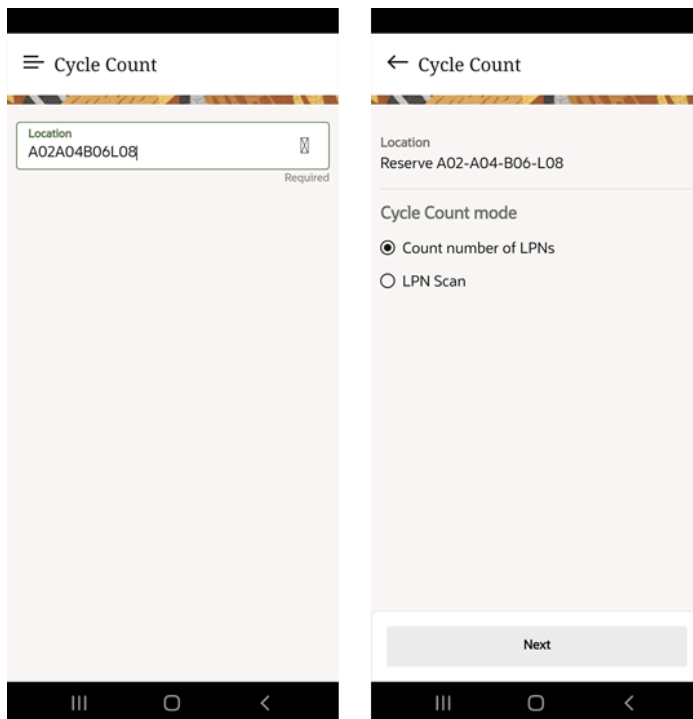 Cycle Count
Location
A02A04B06L08
Required
Cycle Count
Location
Reserve A02-A04-B06-L08
Cycle Count mode
Count number of LPNs
LPN Scan
Next